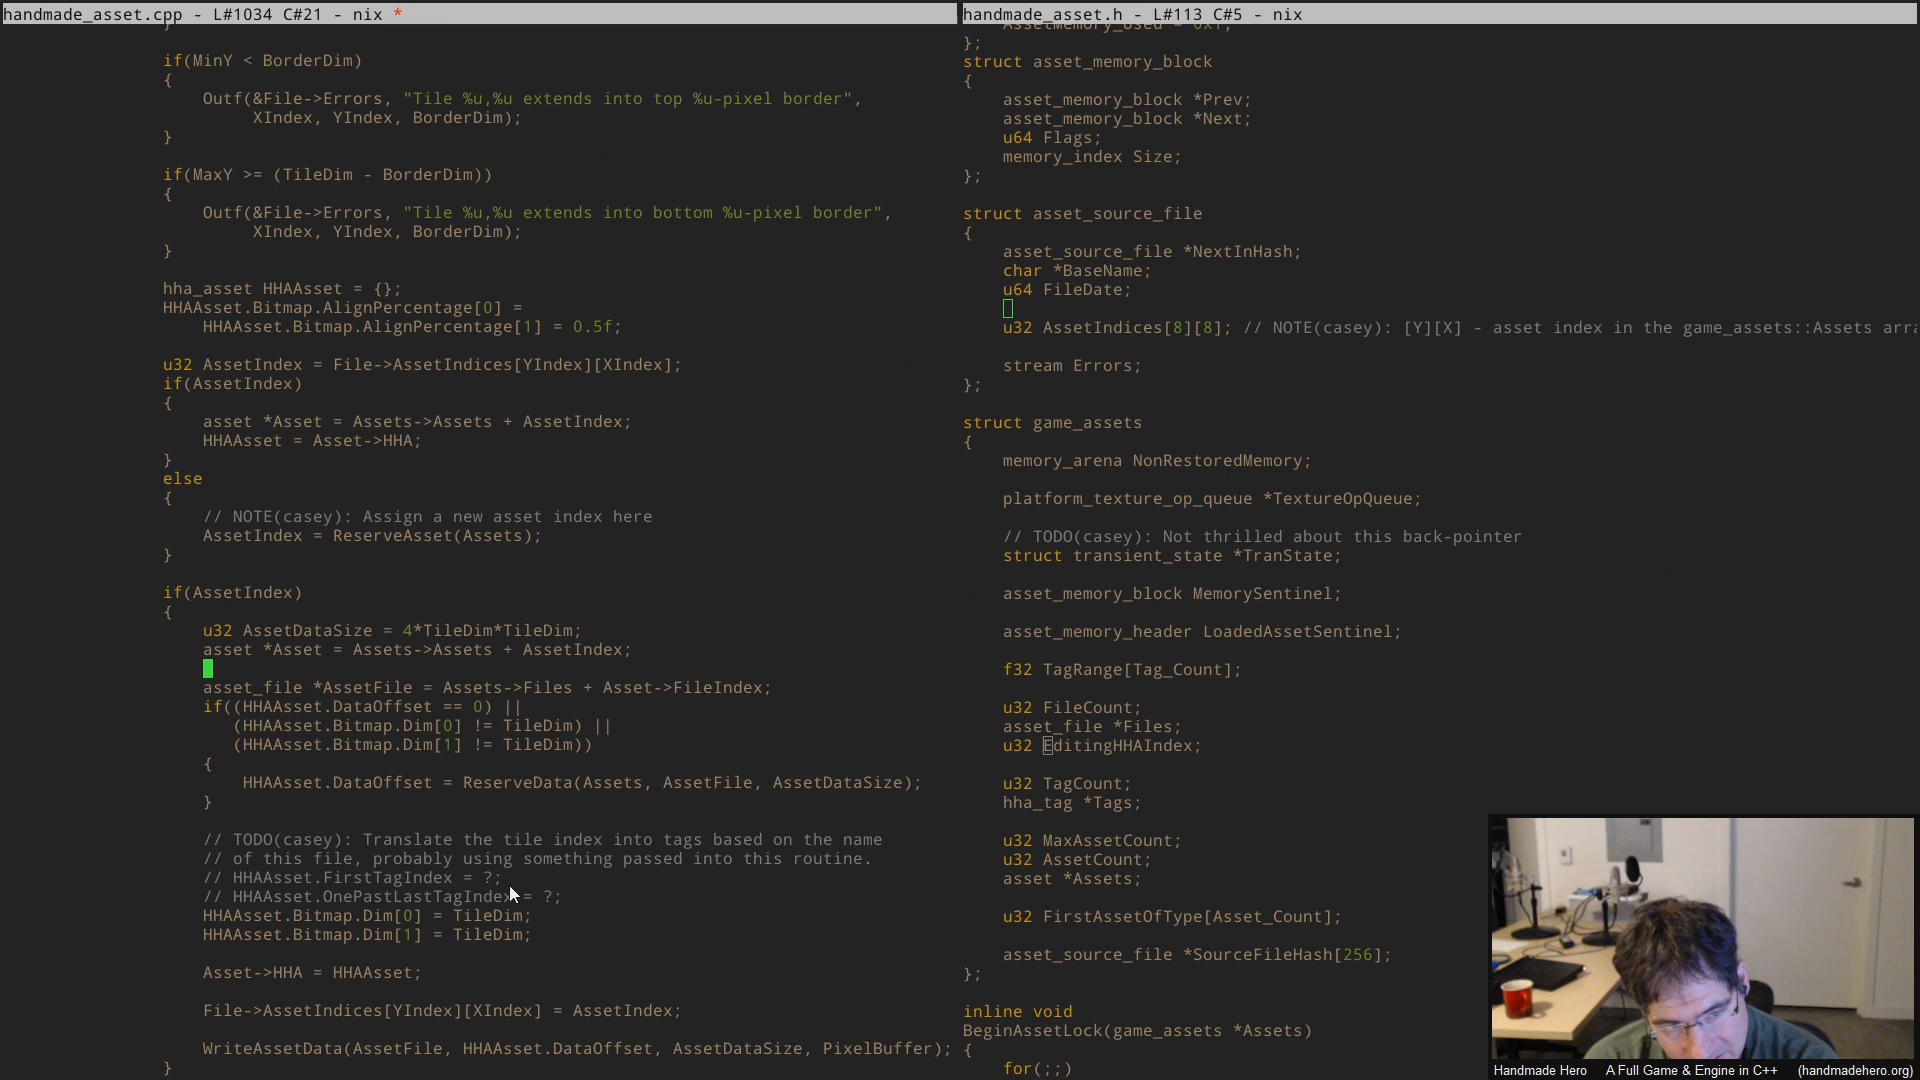 handmade_asset.cpp - L#1034 C#21 - nix *
}
if(MinY < BorderDim)
{
Outf(&File->Errors, "Tile %u,%u extends into top %u-pixel border",
XIndex, YIndex, BorderDim);
}
if(MaxY >= (TileDim - BorderDim))
{
Outf(&File->Errors, "Tile %u,%u extends into bottom %u-pixel border",
XIndex, YIndex, BorderDim);
}
hha_asset HHAAsset = {};
HHAAsset.Bitmap.AlignPercentage[0] =
HHAAsset.Bitmap.AlignPercentage[1] = 0.5f;
u32 AssetIndex = File->AssetIndices[YIndex][XIndex];
if(AssetIndex)
{
asset *Asset = Assets->Assets + AssetIndex;
HHAAsset = Asset->HHA;
}
else
{
// NOTE(casey): Assign a new asset index here
AssetIndex = ReserveAsset(Assets);
}
if(AssetIndex)
{
u32 AssetDataSize = 4*TileDim*TileDim;
asset *Asset = Assets->Assets + AssetIndex;
asset_file *AssetFile = Assets->Files + Asset->FileIndex;
if((HHAAsset.DataOffset == 0) ||
(HHAAsset.Bitmap.Dim[0] != TileDim) ||
(HHAAsset.Bitmap.Dim[1] != TileDim))
{
HHAAsset.DataOffset = ReserveData(Assets, AssetFile, AssetDataSize);
}
// TODO(casey): Translate the tile index into tags based on the name
// of this file, probably using something passed into this routine.
// HHAAsset.FirstTagIndex = ?;
// HHAAsset.OnePastLastTagIndex = ?;
HHAAsset.Bitmap.Dim[0] = TileDim;
HHAAsset.Bitmap.Dim[1] = TileDim;
Asset->HHA = HHAAsset;
File->AssetIndices[YIndex][XIndex] = AssetIndex;
WriteAssetData(AssetFile, HHAAsset.DataOffset, AssetDataSize, PixelBuffer);
}
handmade_asset.h - L#113 C#5 - nix
AssetMemory_Used = 0x1,
};
struct asset_memory_block
{
asset_memory_block *Prev;
asset_memory_block *Next;
u64 Flags;
memory_index Size;
};
struct asset_source_file
{
asset_source_file *NextInHash;
char *BaseName;
u64 FileDate;
u32 AssetIndices[8][8]; // NOTE(casey): [Y][X] - asset index in the game_assets::Assets arra
stream Errors;
};
struct game_assets
{
memory_arena NonRestoredMemory;
platform_texture_op_queue *TextureOpQueue;
// TODO(casey): Not thrilled about this back-pointer
struct transient_state *TranState;
asset_memory_block MemorySentinel;
asset_memory_header LoadedAssetSentinel;
f32 TagRange[Tag_Count];
u32 FileCount;
asset_file *Files;
u32 EditingHHAIndex;
u32 TagCount;
hha_tag *Tags;
u32 MaxAssetCount;
u32 AssetCount;
asset *Assets;
u32 FirstAssetOfType[Asset_Count];
asset_source_file *SourceFileHash[256];
};
inline void
BeginAssetLock(game_assets *Assets)
{
for(;;)
Handmade Hero A Full Game & Engine in C++ (handmadehero.org)